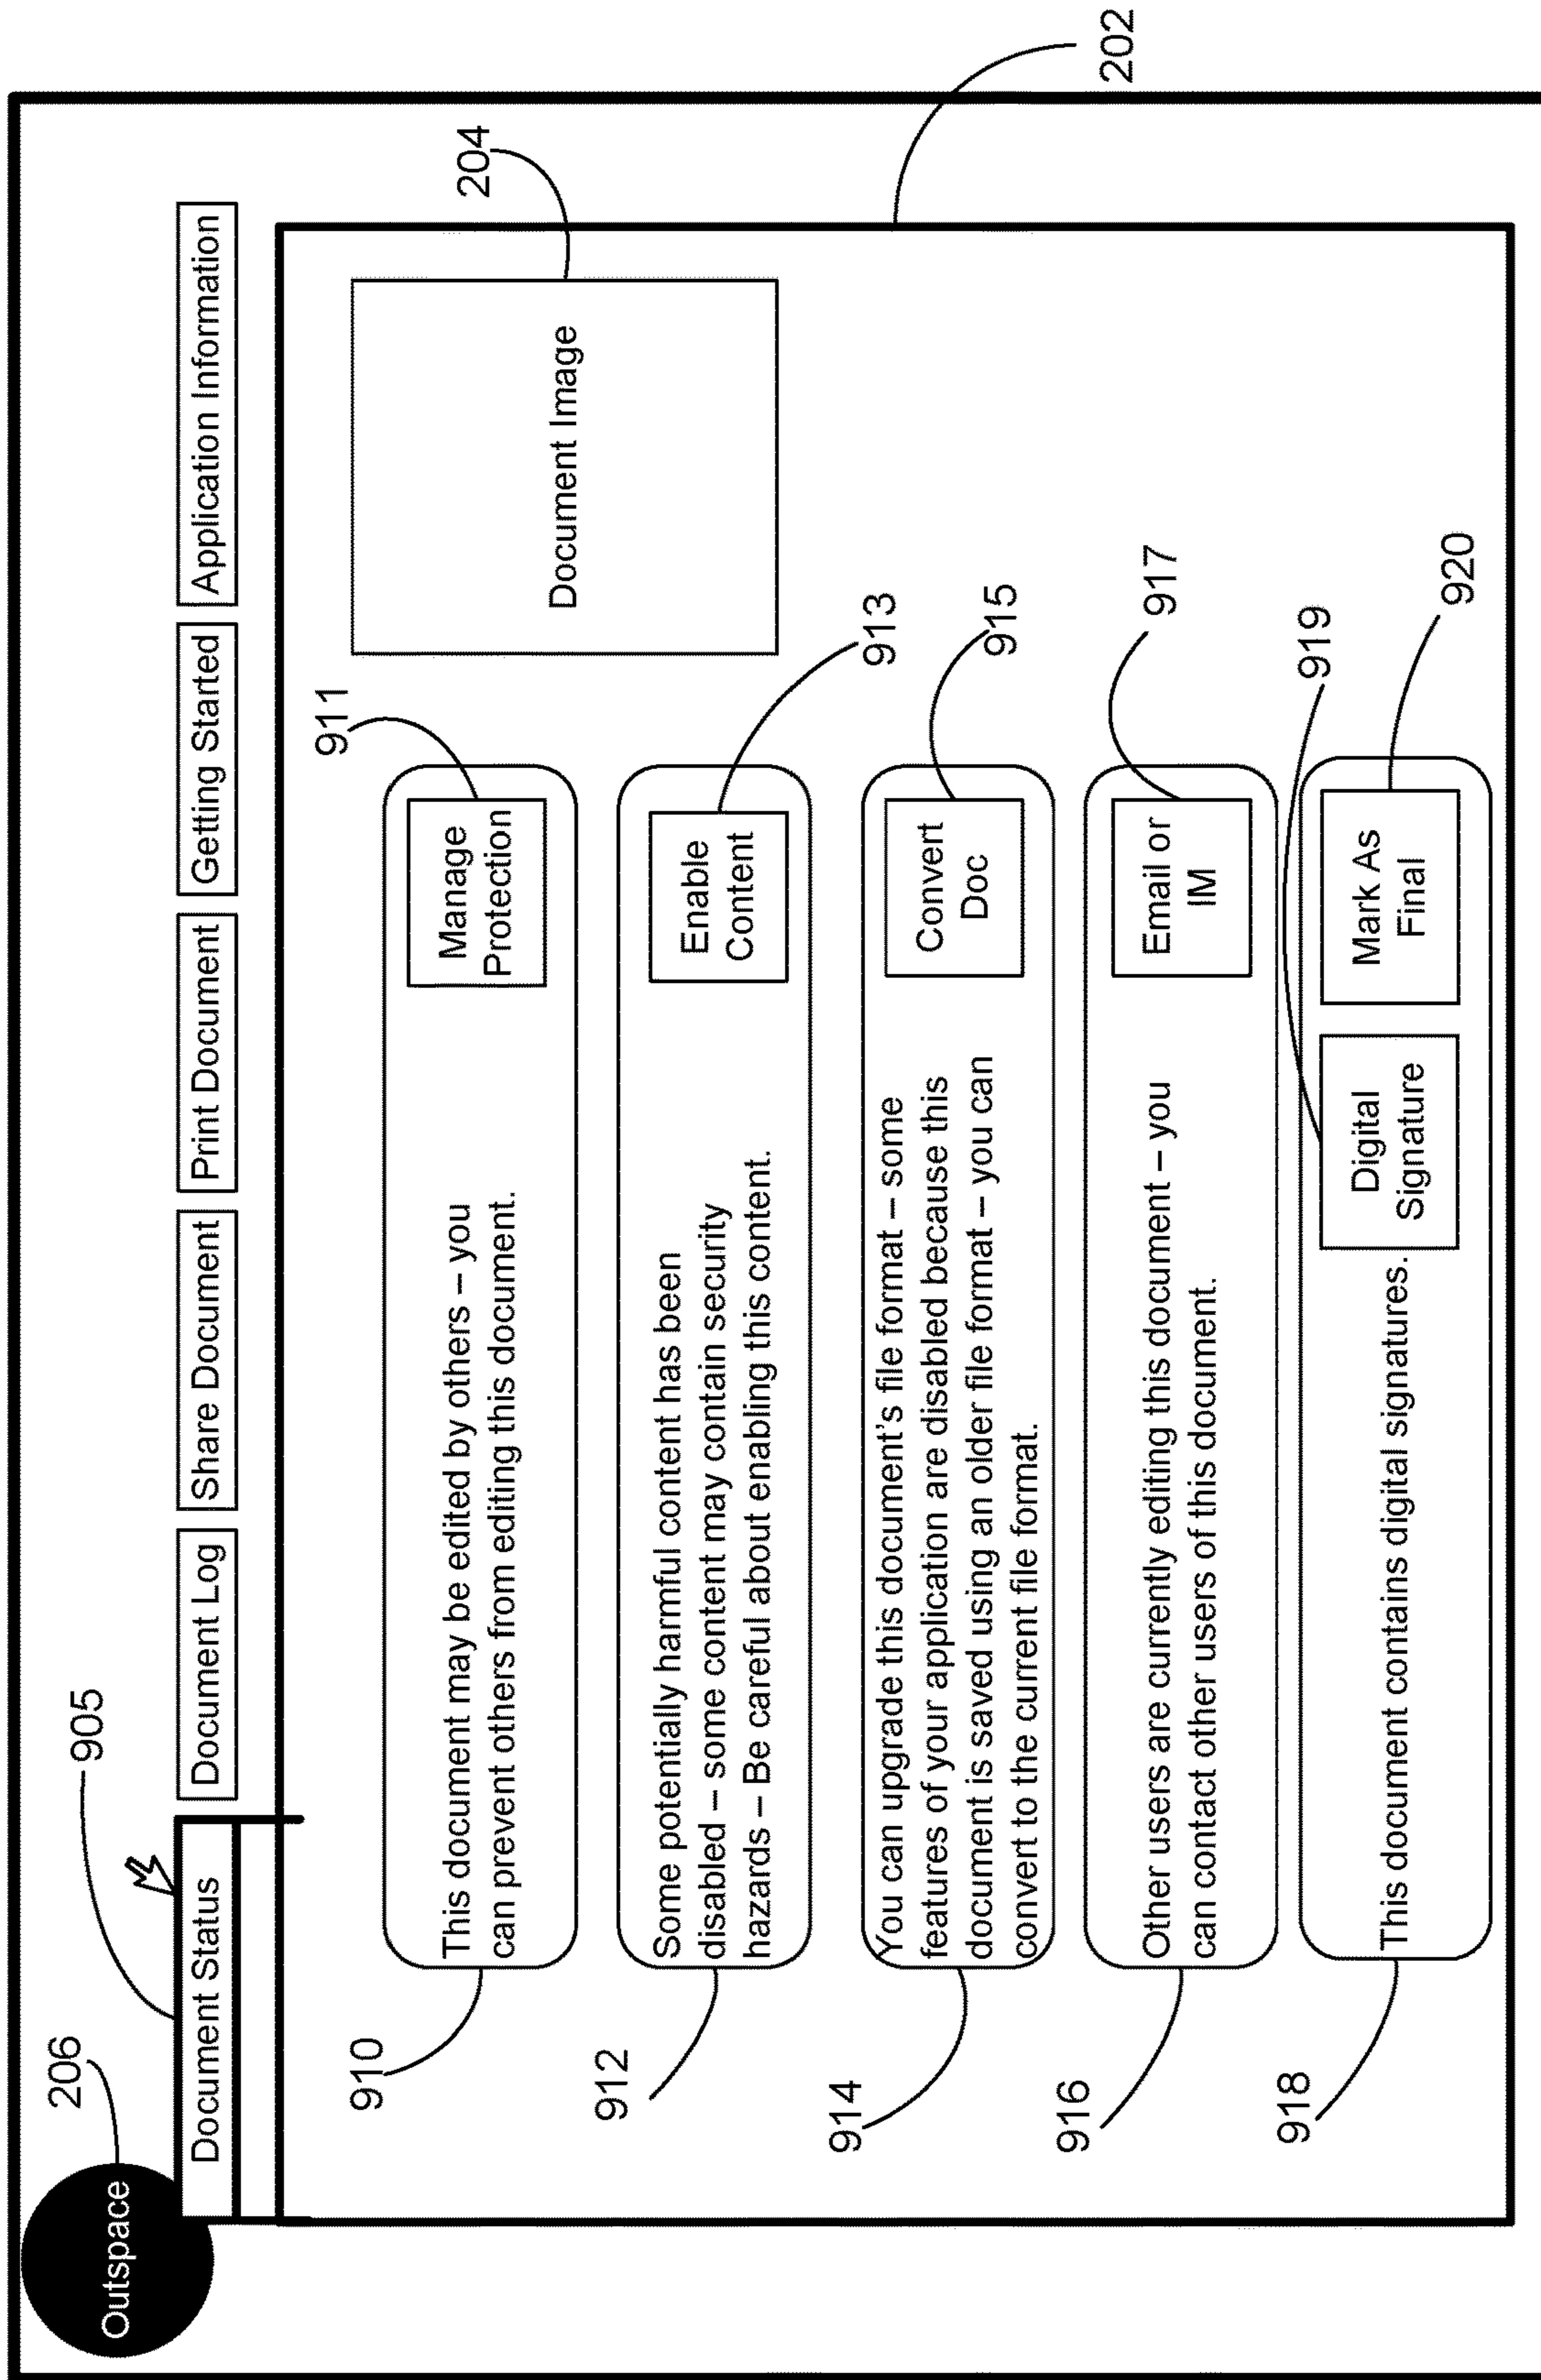 206
905
Outspace
Document Status
Document Log
Share Document
Print Document
Getting Started
Application Information
204
202
Document Image
910
This document may be edited by others – you
can prevent others from editing this document.
Manage
Protection
911
912
Some potentially harmful content has been
disabled – some content may contain security
hazards – Be careful about enabling this content.
Enable
Content
913
914
You can upgrade this document's file format – some
features of your application are disabled because this
document is saved using an older file format – you can
convert to the current file format.
Convert
Doc
915
916
Other users are currently editing this document – you
can contact other users of this document.
Email or
IM
917
918
This document contains digital signatures.
Digital
Signature
919
Mark As
Final
920